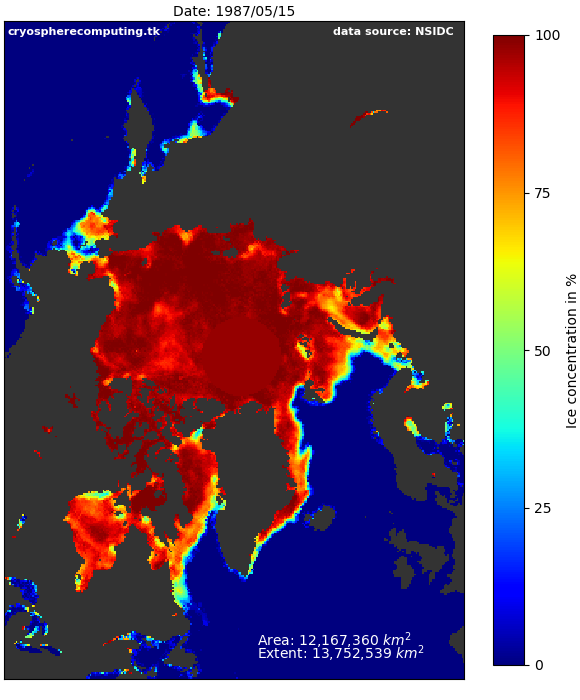 Date: 1987/05/15
cryospherecomputing.tk
data source: NSIDC
100
75
50
25
0
Ice concentration in %
Area: 12,167,360 km²
Extent: 13,752,539 km²